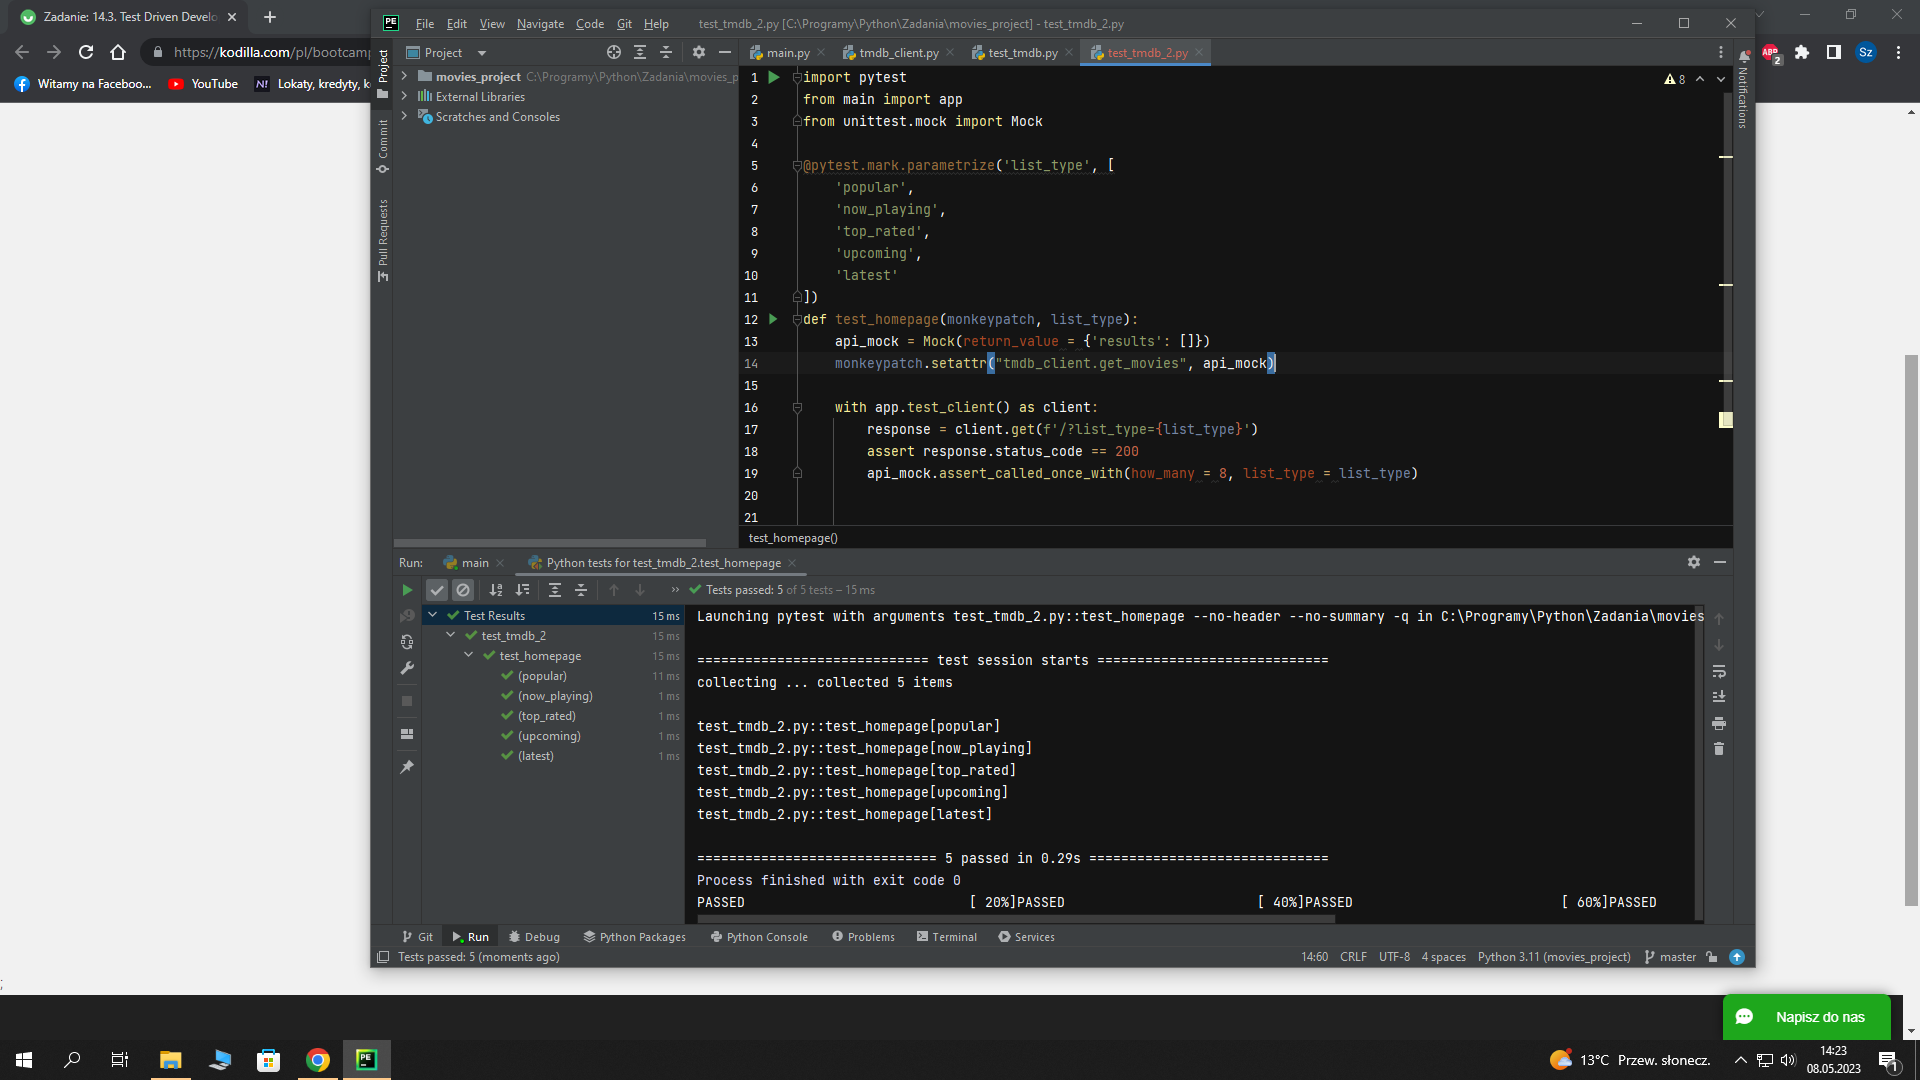 Zadanie: 14.3. Test Driven Develo
https://kodilla.com/pl/bootcamp
Witamy na Faceboo...
YouTube
N!
Lokaty, kredyty, k
PE
File Edit View Navigate Code Git Help
test_tmdb_2.py [C:\Programy\Python\Zadania\movies_project] - test_tmdb_2.py
ABP
2
Sz
Project
Project
main.py
tmdb_client.py
test_tmdb.py
test_tmdb_2.py
movies_project C:\Programy\Python\Zadania\movies_p
External Libraries
Scratches and Consoles
Commit
Pull Requests
Notifications
8
1 import pytest
2 from main import app
3 from unittest.mock import Mock
4
5 @pytest.mark.parametrize('list_type', [
6 'popular',
7 'now_playing',
8 'top_rated',
9 'upcoming',
10 'latest'
11 ])
12 def test_homepage(monkeypatch, list_type):
13 api_mock = Mock(return_value = {'results': []})
14 monkeypatch.setattr("tmdb_client.get_movies", api_mock)
15
16 with app.test_client() as client:
17 response = client.get(f'/?list_type={list_type}')
18 assert response.status_code == 200
19 api_mock.assert_called_once_with(how_many = 8, list_type = list_type)
20
21
test_homepage()
Run: main Python tests for test_tmdb_2.test_homepage
Tests passed: 5 of 5 tests – 15 ms
Test Results 15 ms
test_tmdb_2 15 ms
test_homepage 15 ms
(popular) 11 ms
(now_playing) 1 ms
(top_rated) 1 ms
(upcoming) 1 ms
(latest) 1 ms
Launching pytest with arguments test_tmdb_2.py::test_homepage --no-header --no-summary -q in C:\Programy\Python\Zadania\movies
============================= test session starts =============================
collecting ... collected 5 items
test_tmdb_2.py::test_homepage[popular]
test_tmdb_2.py::test_homepage[now_playing]
test_tmdb_2.py::test_homepage[top_rated]
test_tmdb_2.py::test_homepage[upcoming]
test_tmdb_2.py::test_homepage[latest]
============================== 5 passed in 0.29s ==============================
Process finished with exit code 0
PASSED [ 20%]PASSED [ 40%]PASSED [ 60%]PASSED
Git Run Debug Python Packages Python Console Problems Terminal Services
Tests passed: 5 (moments ago)
14:60 CRLF UTF-8 4 spaces Python 3.11 (movies_project) master
;
Napisz do nas
PE
13°C Przew. słonecz.
14:23
08.05.2023
1